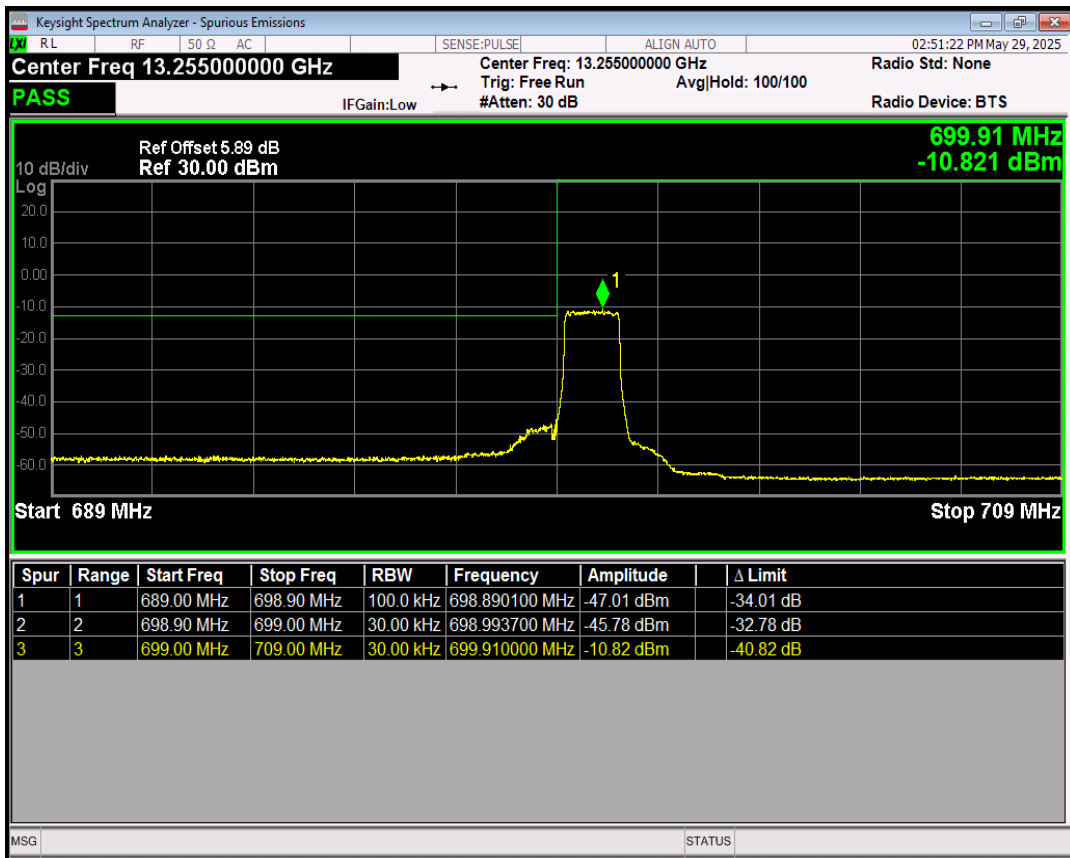 Keysight Spectrum Analyzer - Spurious Emissions
LXI RL RF 50 Ω AC SENSE:PULSE ALIGN AUTO 02:51:22 PM May 29, 2025
Center Freq 13.255000000 GHz Center Freq: 13.255000000 GHz Radio Std: None
Trig: Free Run Avg|Hold: 100/100
PASS IFGain:Low #Atten: 30 dB Radio Device: BTS
Ref Offset 5.89 dB 699.91 MHz
10 dB/div Ref 30.00 dBm -10.821 dBm
Log
20.0
10.0
1
0.00
-10.0
-20.0
-30.0
-40.0
-50.0
-60.0
Start 689 MHz Stop 709 MHz
Spur Range Start Freq Stop Freq RBW Frequency Amplitude Δ Limit
1 1 689.00 MHz 698.90 MHz 100.0 kHz 698.890100 MHz -47.01 dBm -34.01 dB
2 2 698.90 MHz 699.00 MHz 30.00 kHz 698.993700 MHz -45.78 dBm -32.78 dB
3 3 699.00 MHz 709.00 MHz 30.00 kHz 699.910000 MHz -10.82 dBm -40.82 dB
MSG STATUS